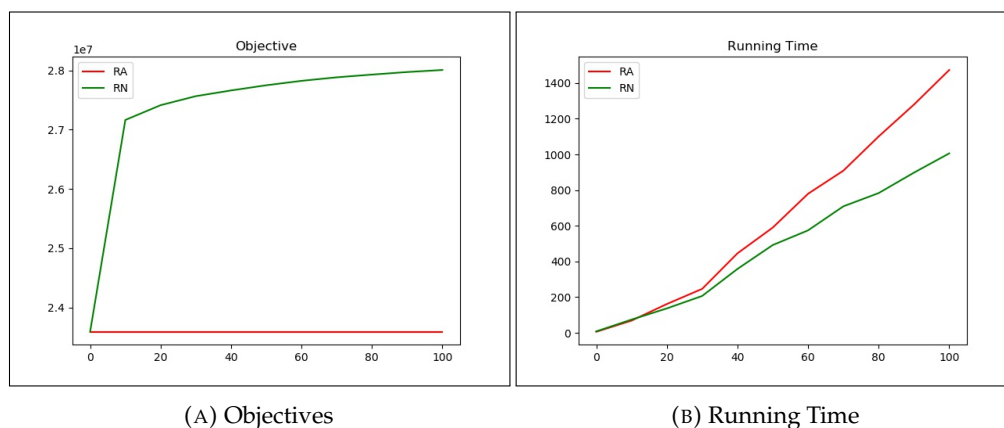 Objective
1e7
RA
RN
2.8
2.7
2.6
2.5
2.4
0 20 40 60 80 100
(A) Objectives
Running Time
RA
RN
1400
1200
1000
800
600
400
200
0
0 20 40 60 80 100
(B) Running Time